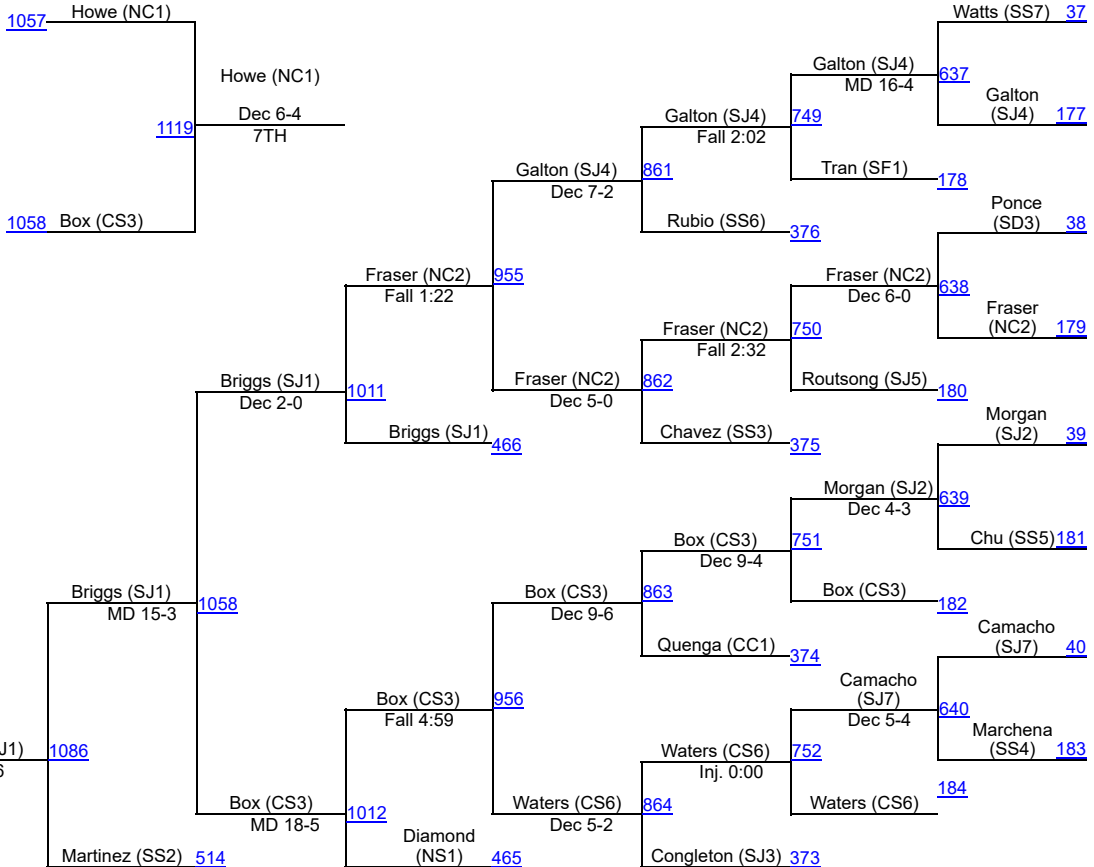 Howe (NC1)
1057
Howe (NC1)
Dec 6-4
1119
7TH
1058
Box (CS3)
Watts (SS7)
37
Galton (SJ4)
637
MD 16-4
Galton
(SJ4)
177
Galton (SJ4)
749
Fall 2:02
Tran (SF1)
178
Galton (SJ4)
861
Dec 7-2
Rubio (SS6)
376
Ponce
(SD3)
38
Fraser (NC2)
955
Fall 1:22
Fraser (NC2)
638
Dec 6-0
Fraser
(NC2)
179
Fraser (NC2)
750
Fall 2:32
Fraser (NC2)
862
Dec 5-0
Routsong (SJ5)
180
Briggs (SJ1)
1011
Dec 2-0
Briggs (SJ1)
466
Chavez (SS3)
375
Morgan
(SJ2)
39
Morgan (SJ2)
639
Dec 4-3
Chu (SS5)
181
Box (CS3)
751
Dec 9-4
Box (CS3)
182
Briggs (SJ1)
1058
MD 15-3
Box (CS3)
863
Dec 9-6
Quenga (CC1)
374
Camacho
(SJ7)
40
Box (CS3)
956
Fall 4:59
Camacho
(SJ7)
640
Dec 5-4
Marchena
(SS4)
183
J1)
1086
6
Waters (CS6)
752
Inj. 0:00
184
Waters (CS6)
Box (CS3)
1012
MD 18-5
Waters (CS6)
864
Dec 5-2
Martinez (SS2)
514
Diamond
(NS1)
465
Congleton (SJ3)
373